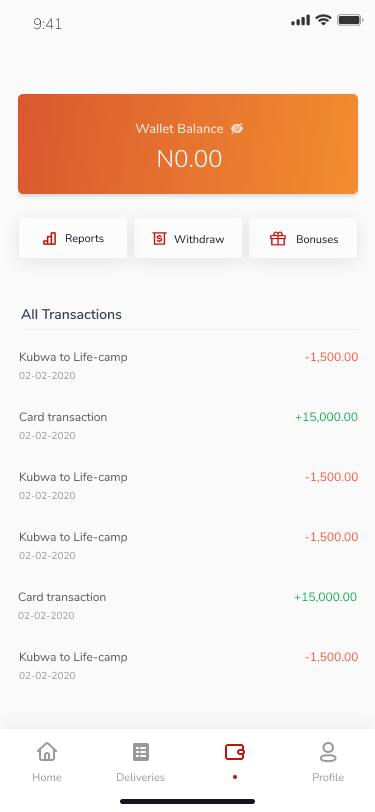 9:41
Wallet Balance
N0.00
Reports Withdraw Bonuses
All Transactions
Kubwa to Life-camp -1,500.00
02-02-2020
Card transaction +15,000.00
02-02-2020
Kubwa to Life-camp -1,500.00
02-02-2020
Kubwa to Life-camp -1,500.00
02-02-2020
Card transaction +15,000.00
02-02-2020
Kubwa to Life-camp -1,500.00
02-02-2020
Home Deliveries Profile